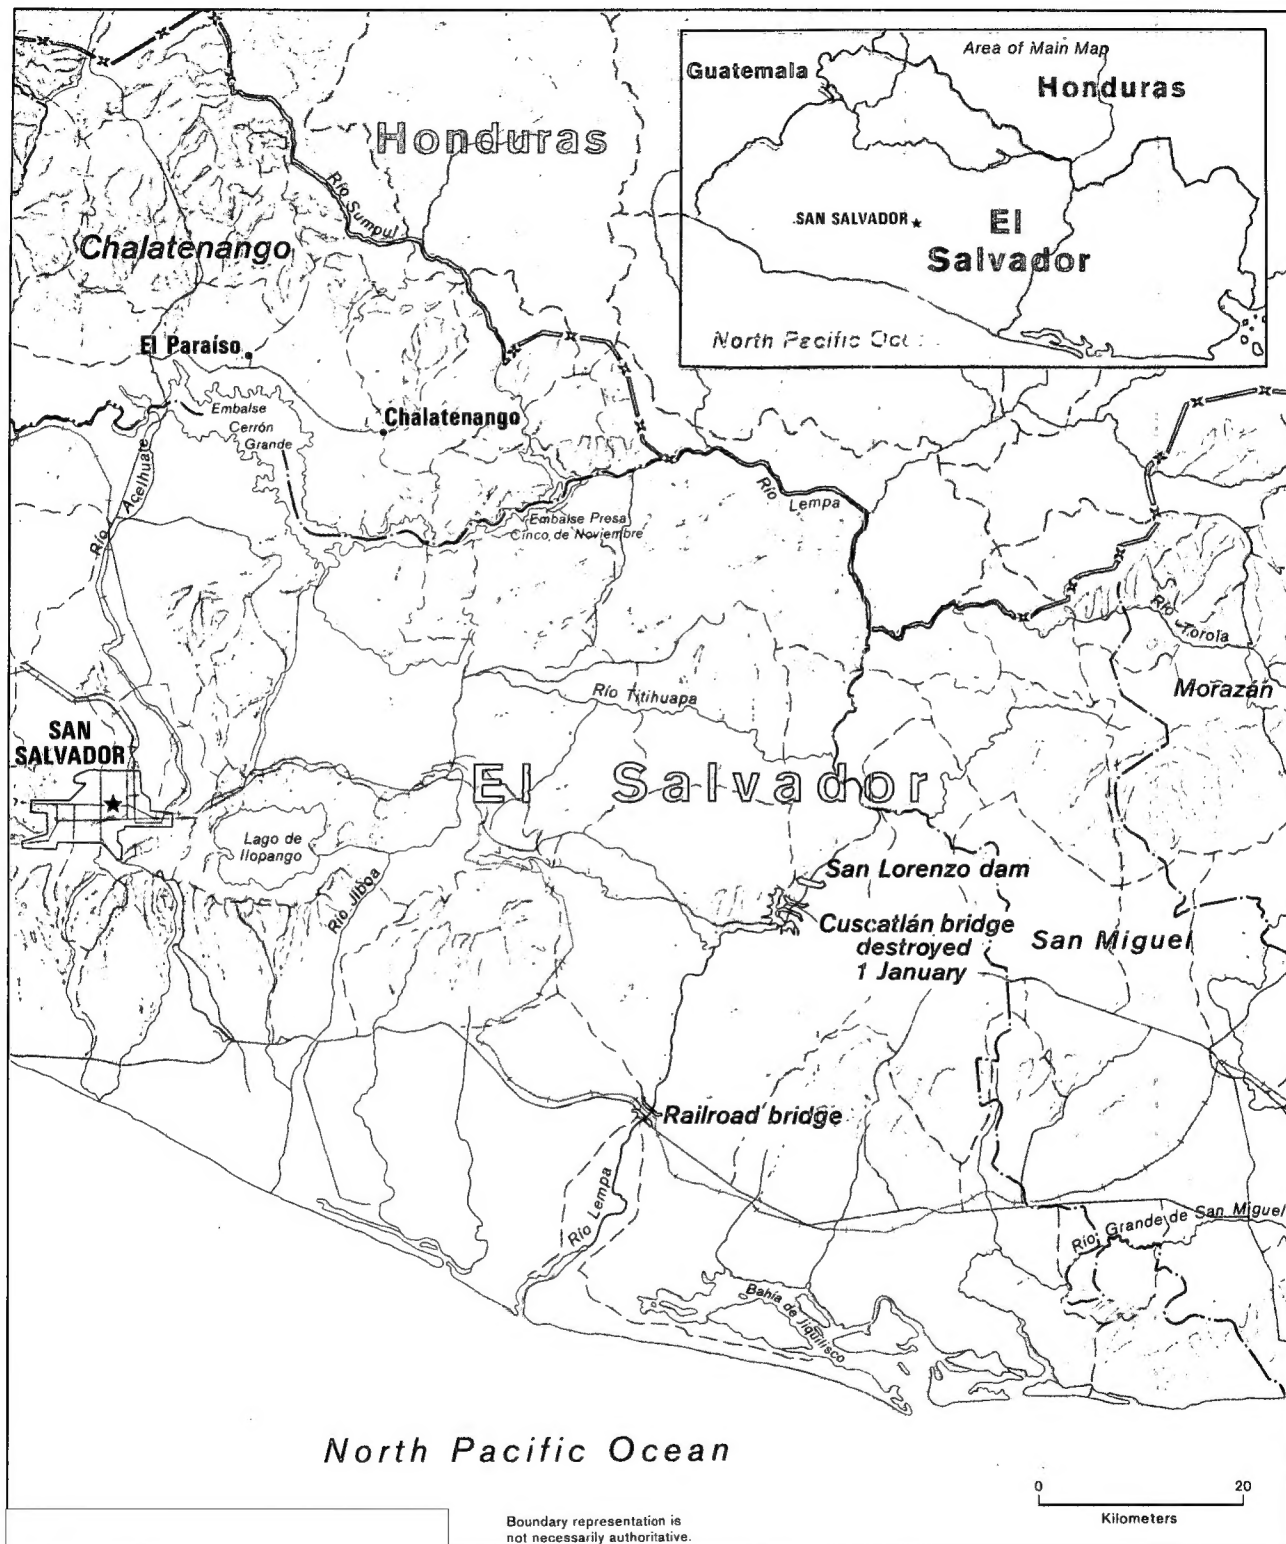 Area of Main Map
Guatemala
Honduras
SAN SALVADOR
El
Salvador
North Pacific
Honduras
Río Sumpul
Chalatenango
El Paraíso
Chalatenango
Embalse
Cerrón
Grande
Río Acelhuate
Embalse Presa
Cinco de Noviembre
Río
Lempa
Río Torola
Morazán
Río Titihuapa
SAN
SALVADOR
El Salvador
Lago de
Ilopango
Río Jiboa
San Lorenzo dam
Cuscatlán bridge
destroyed
1 January
San Miguel
Railroad bridge
Río Lempa
Río Grande de San Miguel
Bahía de Jiquilisco
North Pacific Ocean
0 20
Kilometers
Boundary representation is
not necessarily authoritative.